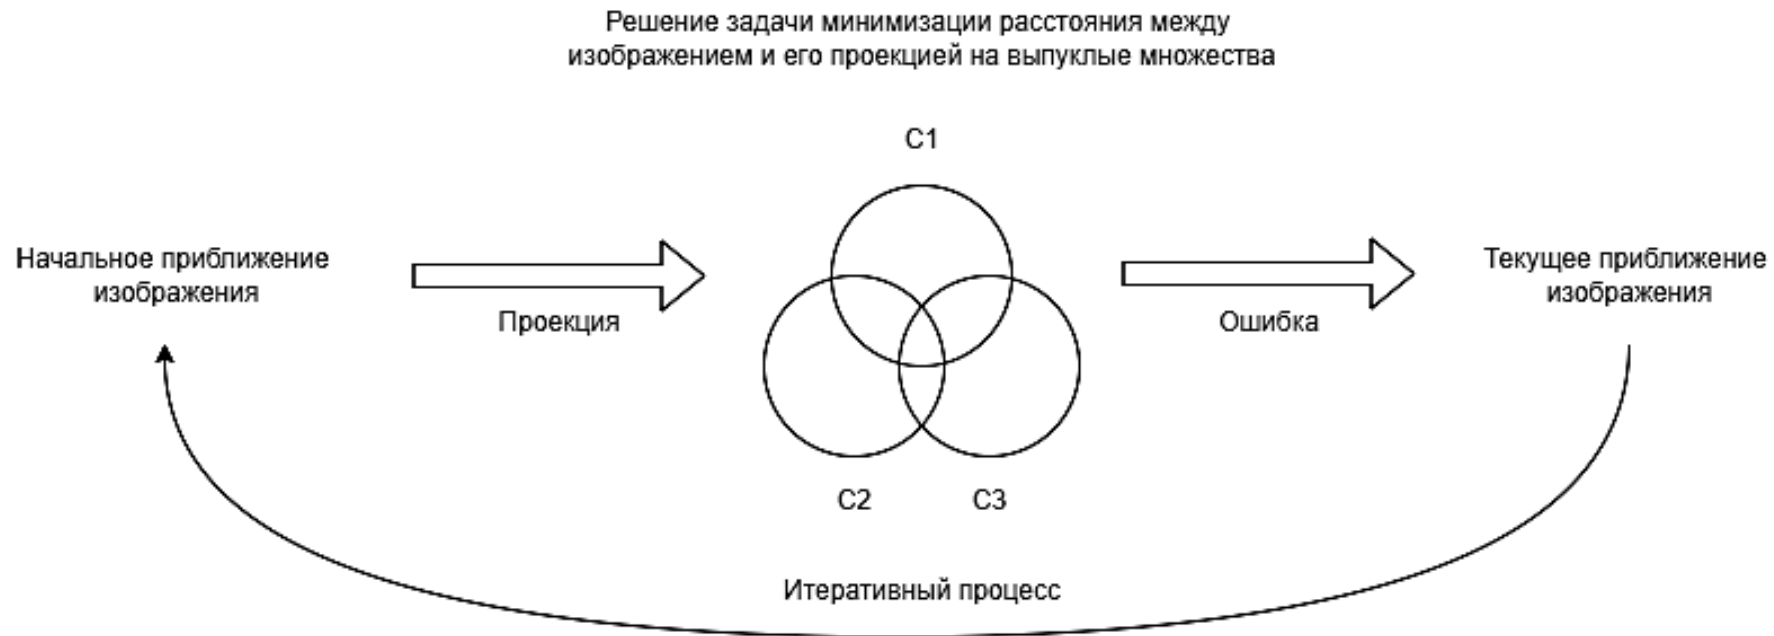 Решение задачи минимизации расстояния между
изображением и его проекцией на выпуклые множества
C1
Начальное приближение
изображения
Проекция
Ошибка
Текущее приближение
изображения
C2
C3
Итеративный процесс